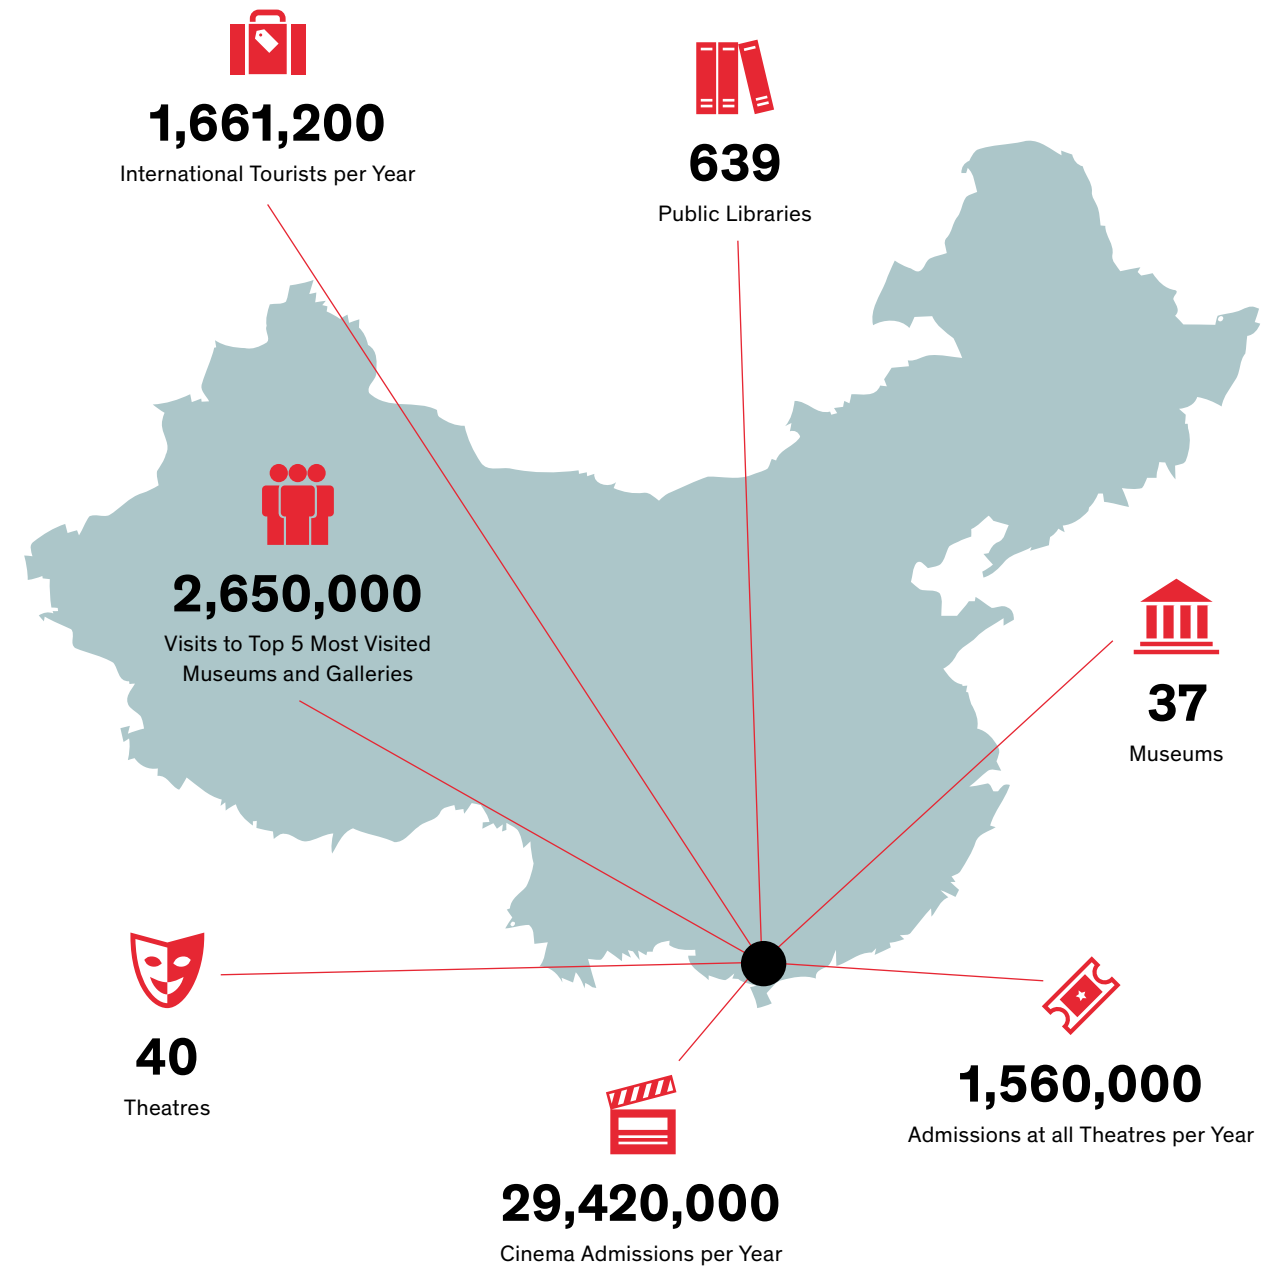 1,661,200
International Tourists per Year
639
Public Libraries
2,650,000
Visits to Top 5 Most Visited
Museums and Galleries
37
Museums
40
Theatres
1,560,000
Admissions at all Theatres per Year
29,420,000
Cinema Admissions per Year